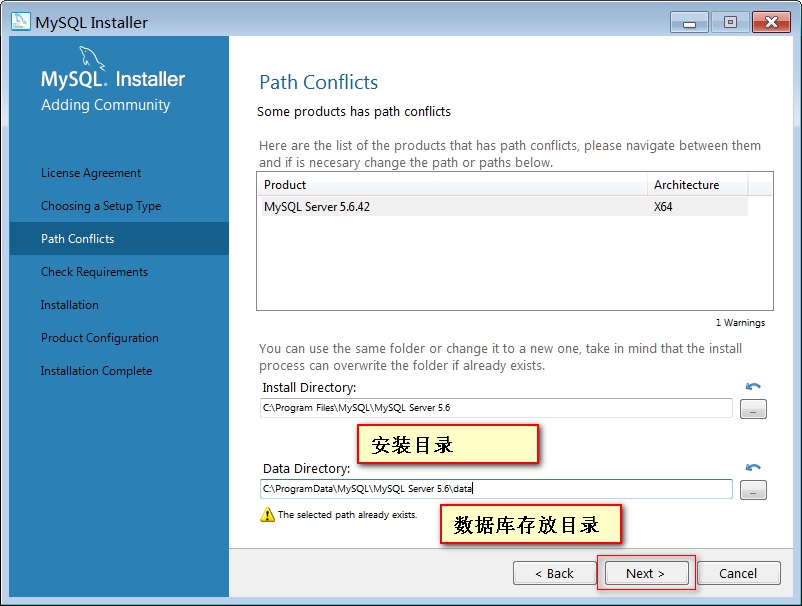 MySQL Installer
MySQL. Installer
Adding Community
License Agreement
Choosing a Setup Type
Path Conflicts
Check Requirements
Installation
Product Configuration
Installation Complete
Path Conflicts
Some products has path conflicts
Here are the list of the products that has path conflicts, please navigate between them
and if is necesary change the path or paths below.
Product Architecture
MySQL Server 5.6.42 X64
1 Warnings
You can use the same folder or change it to a new one, take in mind that the install
process can overwrite the folder if already exists.
Install Directory:
C:\Program Files\MySQL\MySQL Server 5.6
...
安装目录
Data Directory:
C:\ProgramData\MySQL\MySQL Server 5.6\data
...
The selected path already exists.
数据库存放目录
< Back Next > Cancel